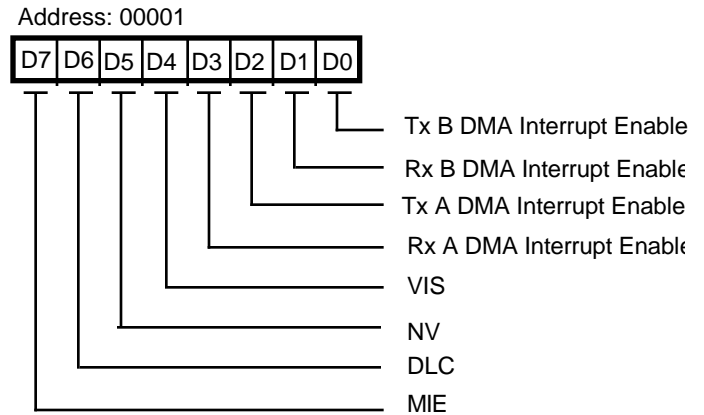 Address: 00001
D7 D6 D5 D4 D3 D2 D1 D0
Tx B DMA Interrupt Enable
Rx B DMA Interrupt Enable
Tx A DMA Interrupt Enable
Rx A DMA Interrupt Enable
VIS
NV
DLC
MIE